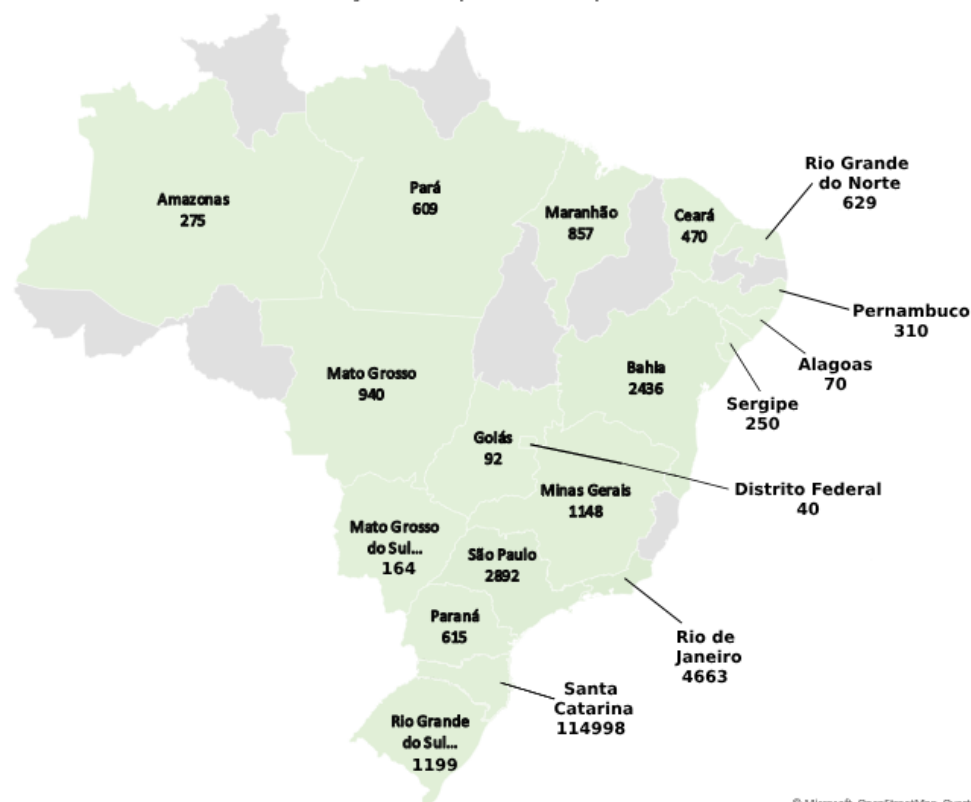 Amazonas
275
Pará
609
Maranhão
857
Ceará
470
Rio Grande
do Norte
629
Pernambuco
310
Alagoas
70
Sergipe
250
Bahia
2436
Mato Grosso
940
Goiás
92
Distrito Federal
40
Minas Gerais
1148
Mato Grosso
do Sul...
164
São Paulo
2892
Paraná
615
Rio de
Janeiro
4663
Santa
Catarina
114998
Rio Grande
do Sul...
1199